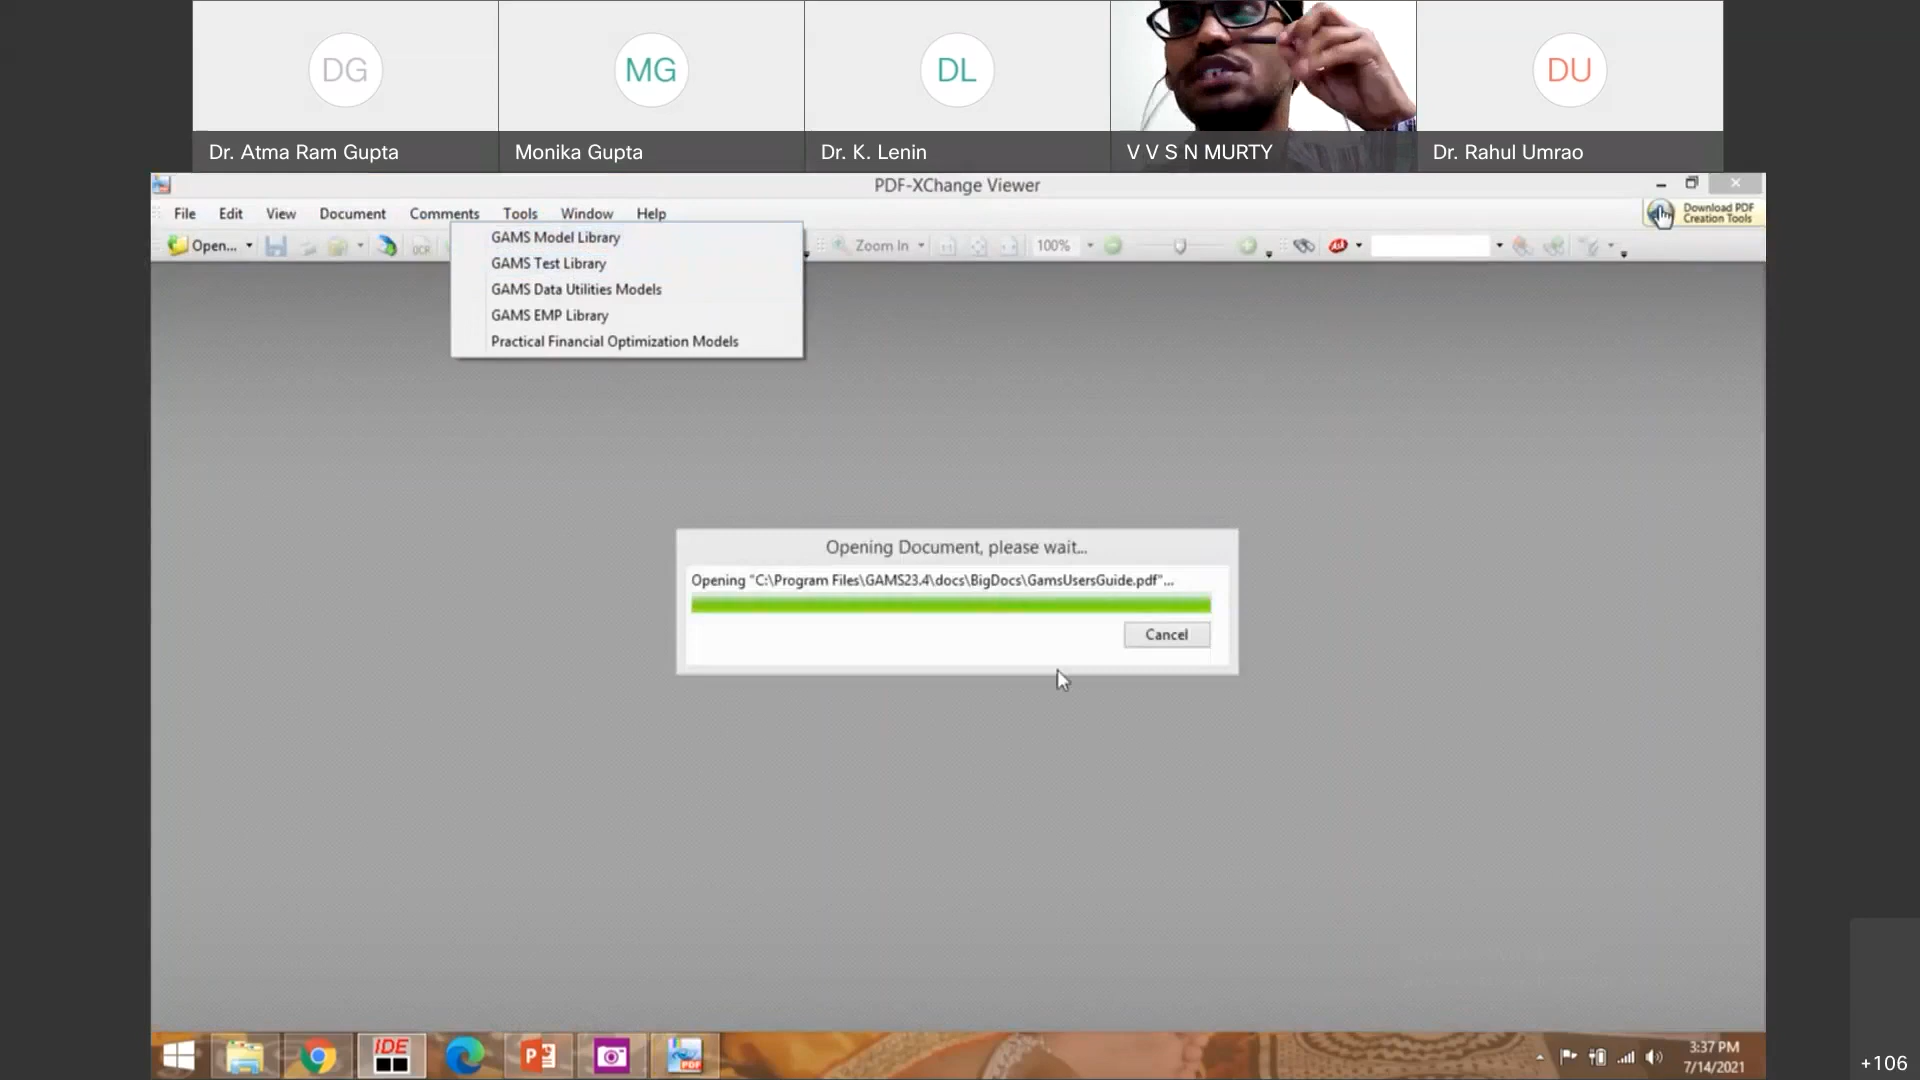 DG
MG
DL
DU
Dr. Atma Ram Gupta
Monika Gupta
Dr. K. Lenin
V V S N MURTY
Dr. Rahul Umrao
PDF-XChange Viewer
File Edit View Document Comments Tools Window Help
Download PDF
Creation Tools
Open...
OCR
Zoom In
100%
GAMS Model Library
GAMS Test Library
GAMS Data Utilities Models
GAMS EMP Library
Practical Financial Optimization Models
Opening Document, please wait...
Opening "C:\Program Files\GAMS23.4\docs\BigDocs\GamsUsersGuide.pdf"...
Cancel
IDE
PDF
3:37 PM
7/14/2021
+106